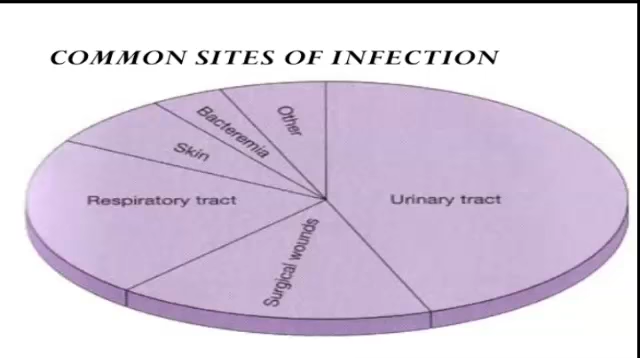 COMMON SITES OF INFECTION
Other
Bacteremia
Skin
Respiratory tract
Urinary tract
Surgical wounds